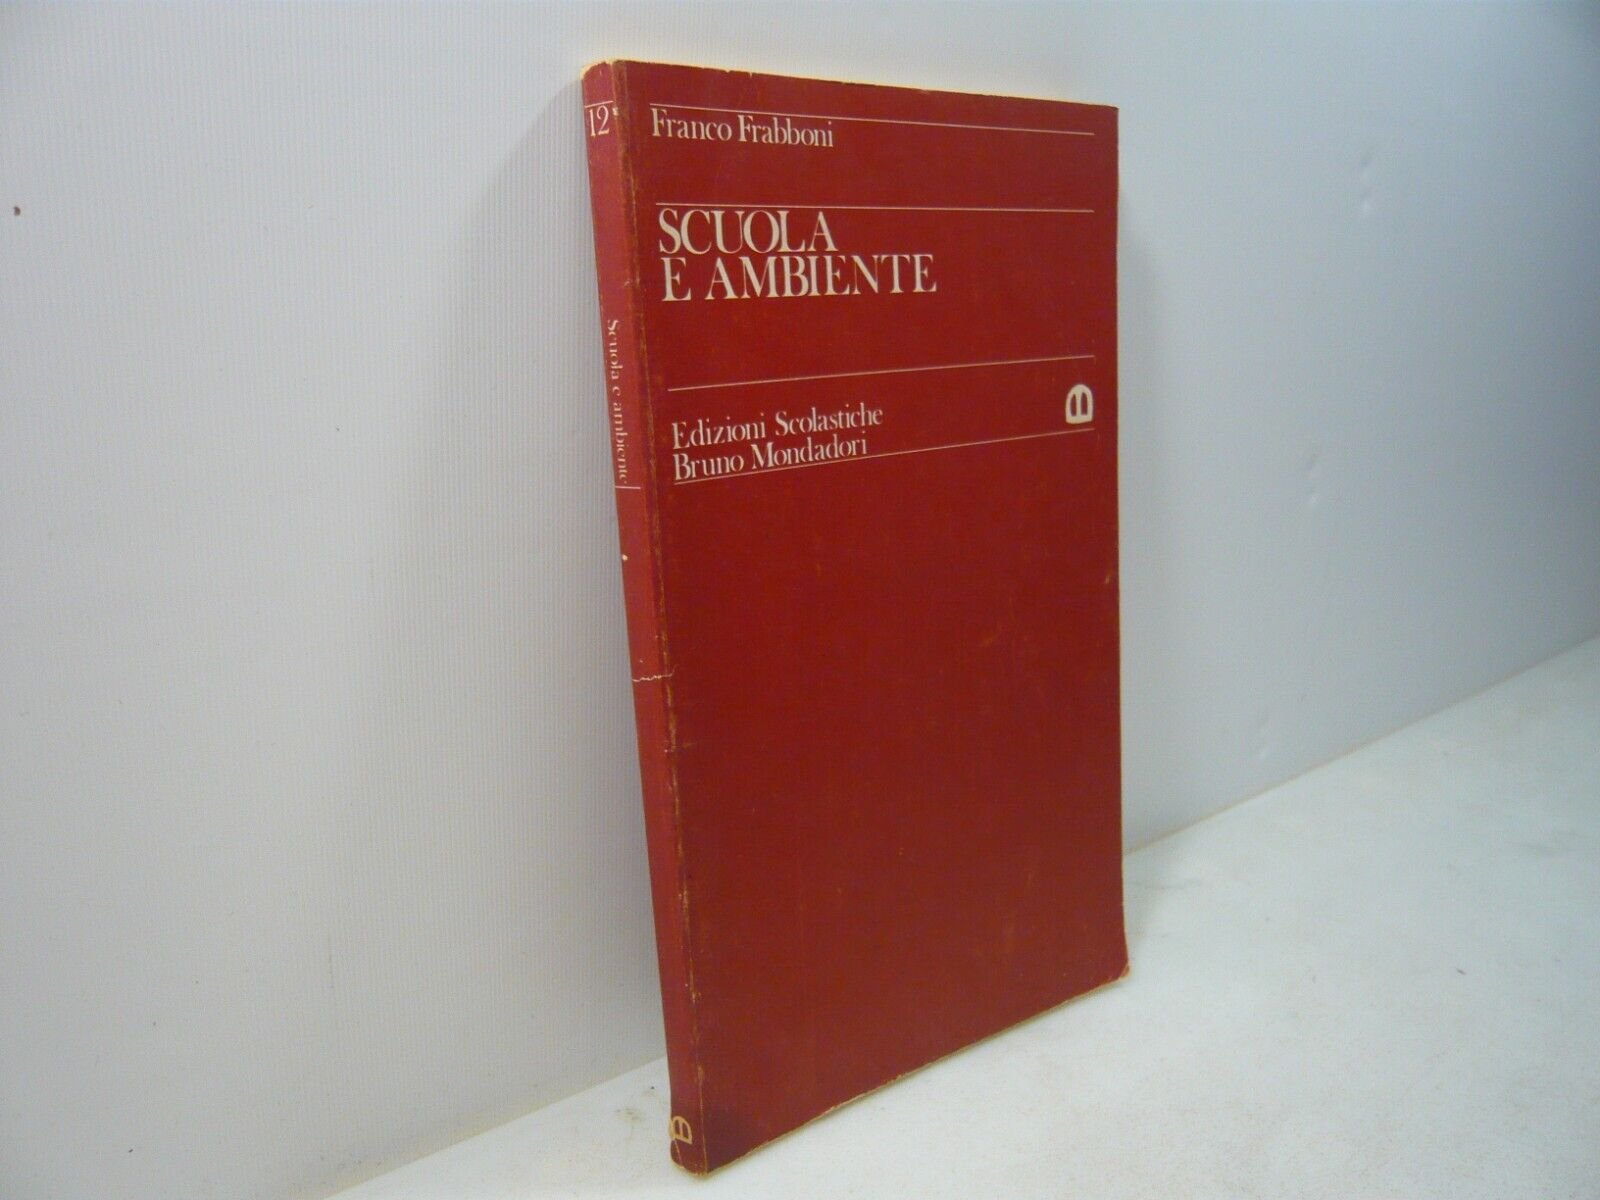 12
Scuola e ambiente
Franco Frabboni
SCUOLA
E AMBIENTE
Edizioni Scolastiche
Bruno Mondadori